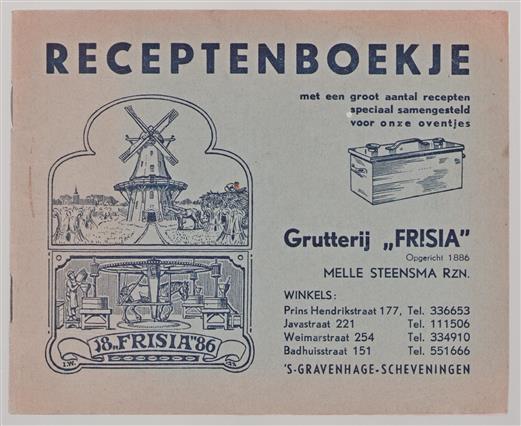 RECEPTENBOEKJE
met een groot aantal recepten
speciaal samengesteld
voor onze oventjes
Grutterij „FRISIA"
Opgericht 1886
MELLE STEENSMA RZN.
WINKELS:
Prins Hendrikstraat 177, Tel. 336653
Javastraat 221 Tel. 111506
Weimarstraat 254 Tel. 334910
Badhuisstraat 151 Tel. 551666
'S-GRAVENHAGE-SCHEVENINGEN
18 „FRISIA" 86
I.W.